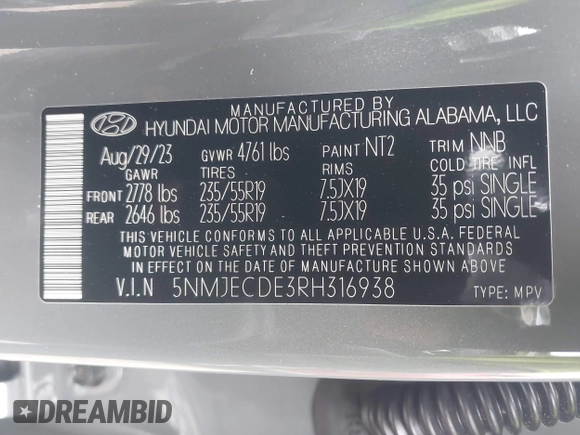 MANUFACTURED BY
HYUNDAI MOTOR MANUFACTURING ALABAMA, LLC
Aug/29/23 GVWR 4761 lbs PAINT NT2 TRIM NNB
GAWR TIRES RIMS COLD TIRE INFL
FRONT 2778 lbs 235/55R19 7.5JX19 35 psi SINGLE
REAR 2646 lbs 235/55R19 7.5JX19 35 psi SINGLE
THIS VEHICLE CONFORMS TO ALL APPLICABLE U.S.A. FEDERAL
MOTOR VEHICLE SAFETY AND THEFT PREVENTION STANDARDS
IN EFFECT ON THE DATE OF MANUFACTURE SHOWN ABOVE
V.I.N 5NMJECDE3RH316938 TYPE: MPV
DREAMBID